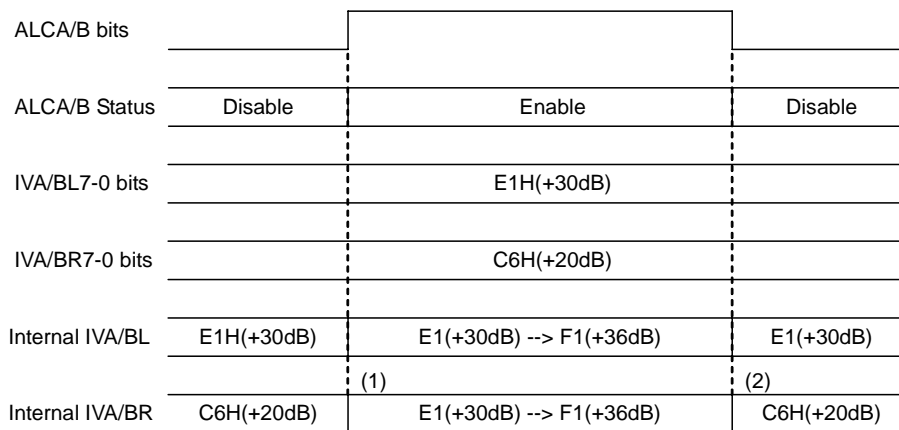 ALCA/B bits
ALCA/B Status Disable Enable Disable
IVA/BL7-0 bits E1H(+30dB)
IVA/BR7-0 bits C6H(+20dB)
Internal IVA/BL E1H(+30dB) E1(+30dB) --> F1(+36dB) E1(+30dB)
(1) (2)
Internal IVA/BR C6H(+20dB) E1(+30dB) --> F1(+36dB) C6H(+20dB)